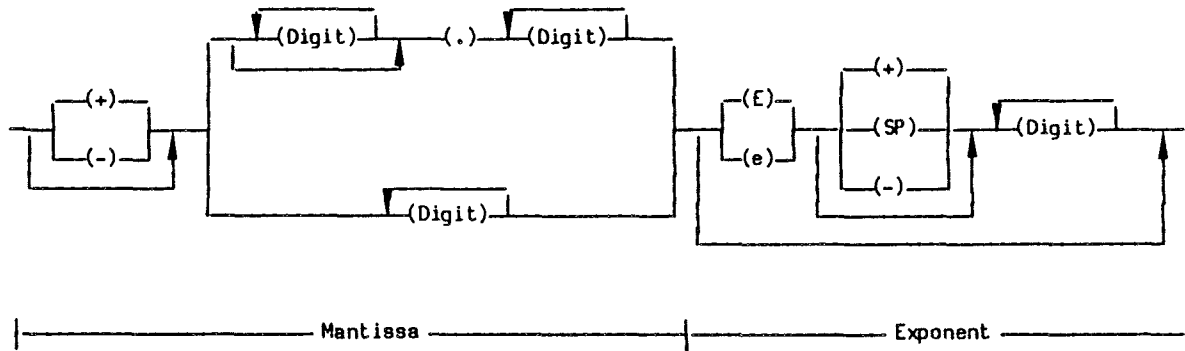 (Digit) (.) (Digit)
(+) (E) (+)
(SP) (Digit)
(-) (e) (-)
(Digit)
Mantissa Exponent